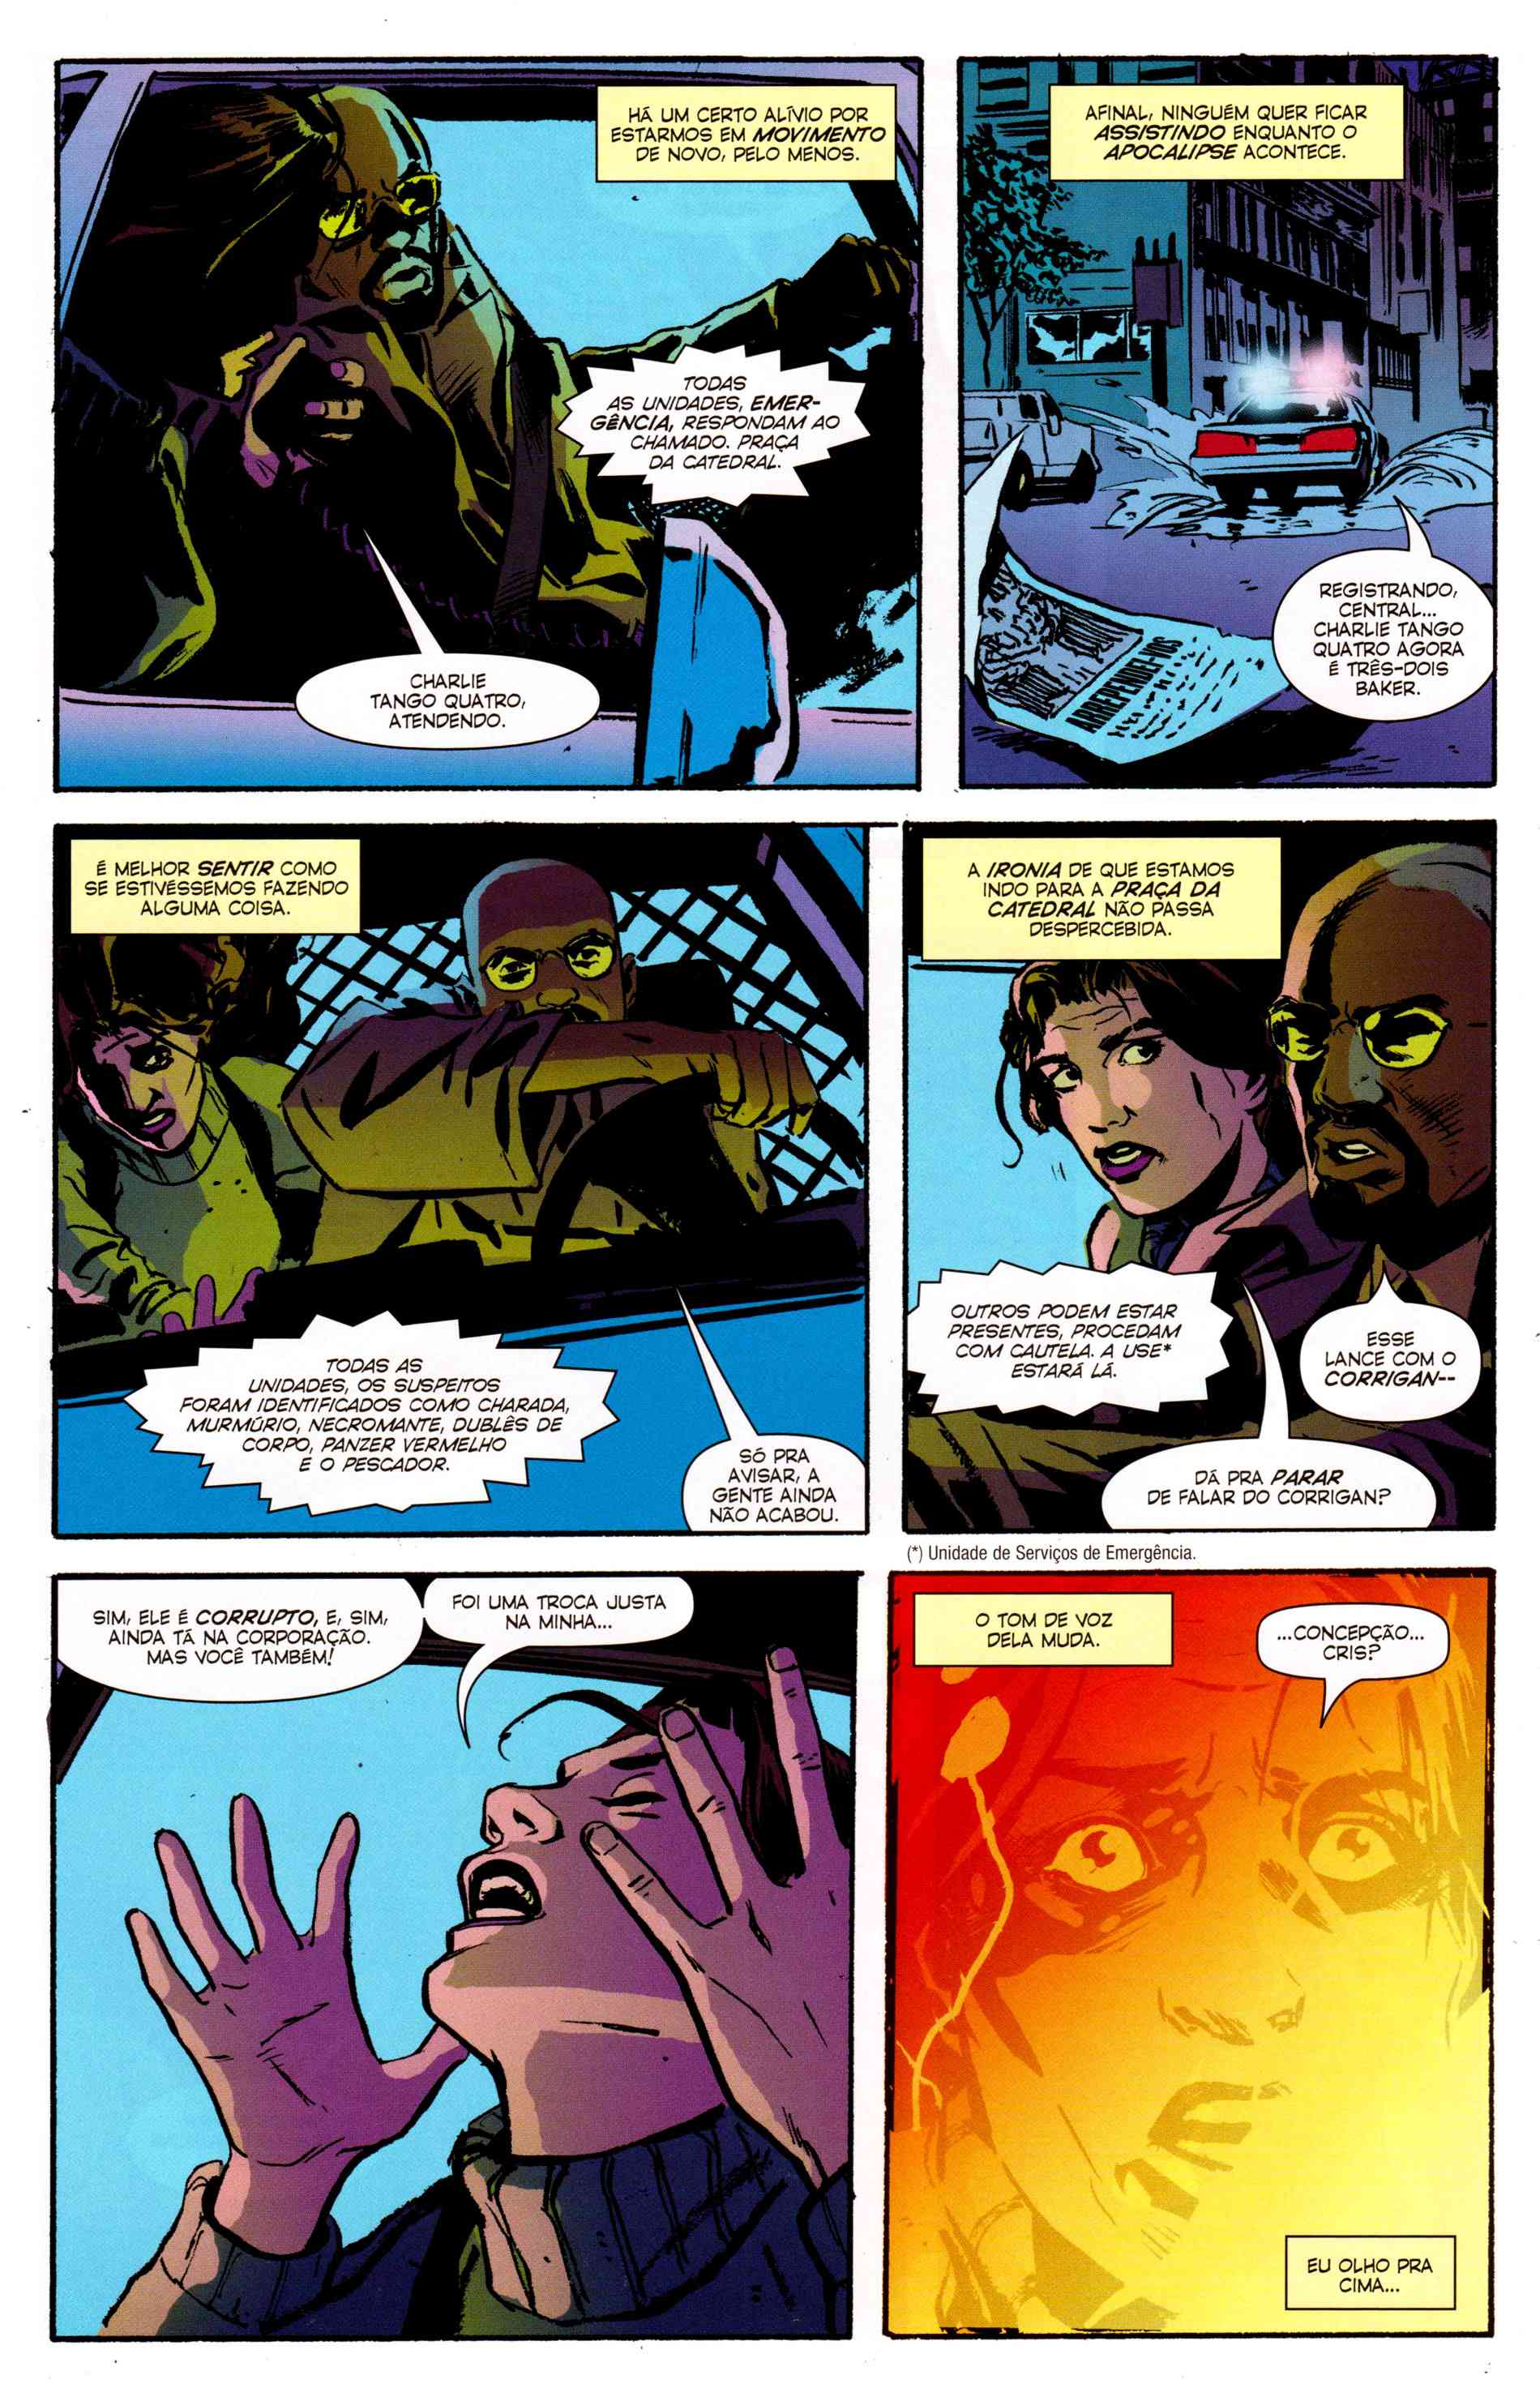 HÁ UM CERTO ALÍVIO POR
ESTARMOS EM MOVIMENTO
DE NOVO, PELO MENOS.
TODAS
AS UNIDADES, EMER-
GÊNCIA, RESPONDAM AO
CHAMADO. PRAÇA
DA CATEDRAL.
CHARLIE
TANGO QUATRO,
ATENDENDO.
AFINAL, NINGUÉM QUER FICAR
ASSISTINDO ENQUANTO O
APOCALIPSE ACONTECE.
ARREPENDEI-VOS
REGISTRANDO,
CENTRAL...
CHARLIE TANGO
QUATRO AGORA
É TRÊS-DOIS
BAKER.
É MELHOR SENTIR COMO
SE ESTIVÉSSEMOS FAZENDO
ALGUMA COISA.
TODAS AS
UNIDADES, OS SUSPEITOS
FORAM IDENTIFICADOS COMO CHARADA,
MURMÚRIO, NECROMANTE, DUBLÊS DE
CORPO, PANZER VERMELHO
E O PESCADOR.
SÓ PRA
AVISAR, A
GENTE AINDA
NÃO ACABOU.
A IRONIA DE QUE ESTAMOS
INDO PARA A PRAÇA DA
CATEDRAL NÃO PASSA
DESPERCEBIDA.
OUTROS PODEM ESTAR
PRESENTES, PROCEDAM
COM CAUTELA. A USE*
ESTARÁ LÁ.
ESSE
LANCE COM O
CORRIGAN--
DÁ PRA PARAR
DE FALAR DO CORRIGAN?
(*) Unidade de Serviços de Emergência.
SIM, ELE É CORRUPTO, E, SIM,
AINDA TÁ NA CORPORAÇÃO.
MAS VOCÊ TAMBÉM!
FOI UMA TROCA JUSTA
NA MINHA...
O TOM DE VOZ
DELA MUDA.
...CONCEPÇÃO...
CRIS?
EU OLHO PRA
CIMA...